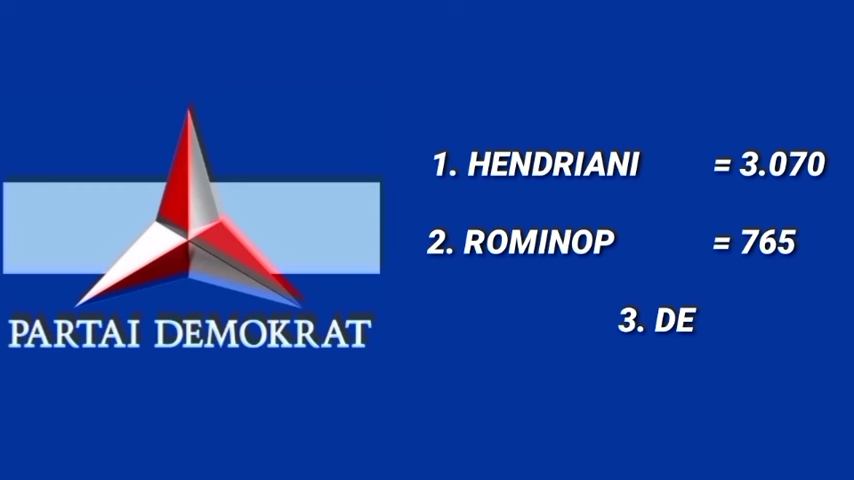 PARTAI DEMOKRAT
1. HENDRIANI = 3.070
2. ROMINOP = 765
3. DE